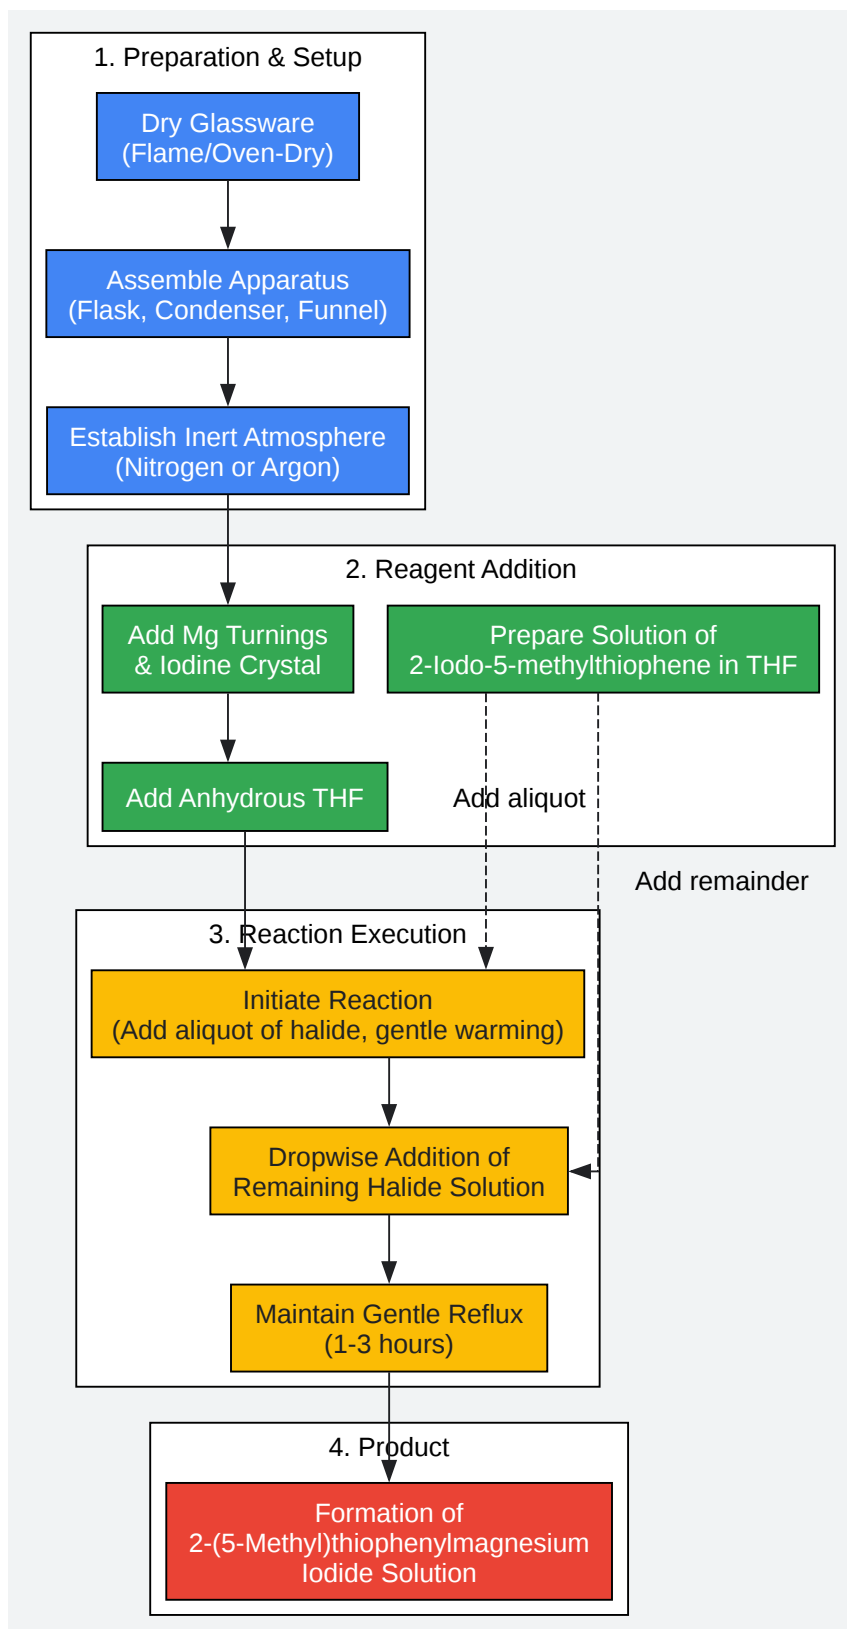 1. Preparation & Setup
Dry Glassware
(Flame/Oven-Dry)
Assemble Apparatus
(Flask, Condenser, Funnel)
Establish Inert Atmosphere
(Nitrogen or Argon)
2. Reagent Addition
Add Mg Turnings
& Iodine Crystal
Prepare Solution of
2-Iodo-5-methylthiophene in THF
Add Anhydrous THF
Add aliquot
Add remainder
3. Reaction Execution
Initiate Reaction
(Add aliquot of halide, gentle warming)
Dropwise Addition of
Remaining Halide Solution
Maintain Gentle Reflux
(1-3 hours)
4. Product
Formation of
2-(5-Methyl)thiophenylmagnesium
Iodide Solution